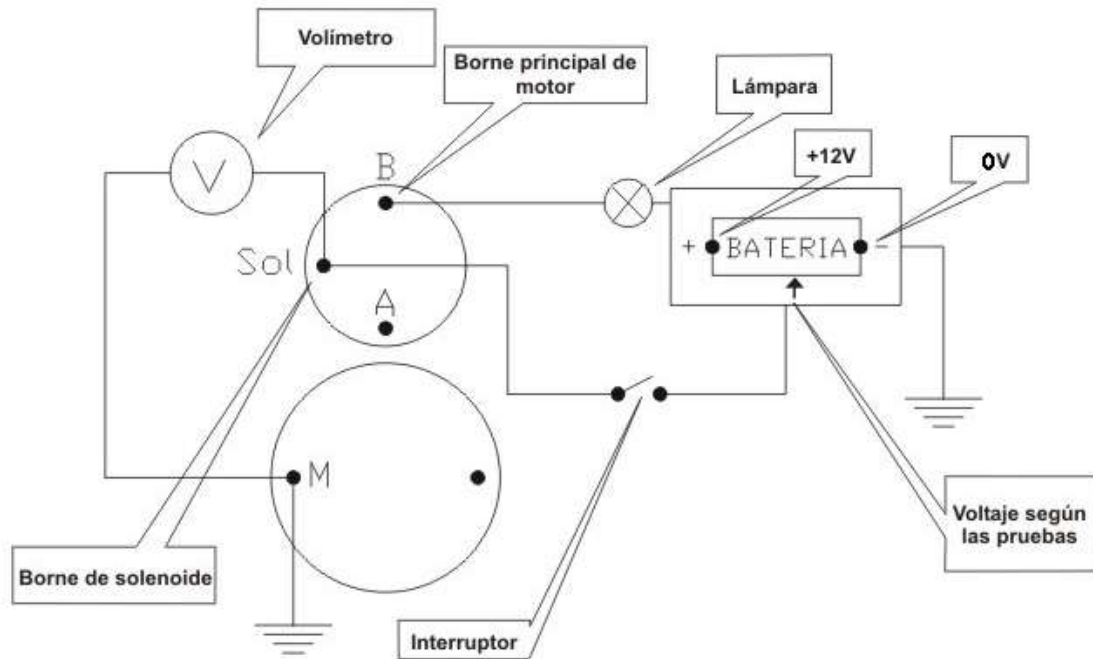 Volímetro
Borne principal de
motor
Lámpara
+12V
0V
V
B
Sol
A
+ BATERIA -
M
Voltaje según
las pruebas
Borne de solenoide
Interruptor